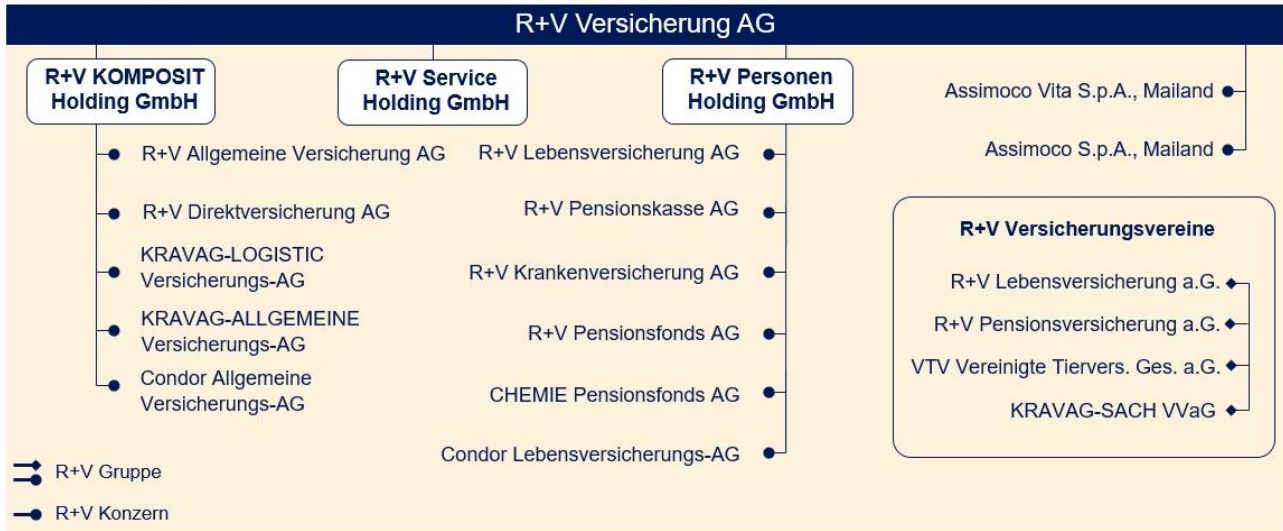 R+V Versicherung AG
R+V KOMPOSIT
Holding GmbH
R+V Allgemeine Versicherung AG
R+V Direktversicherung AG
KRAVAG-LOGISTIC
Versicherungs-AG
KRAVAG-ALLGEMEINE
Versicherungs-AG
Condor Allgemeine
Versicherungs-AG
R+V Service
Holding GmbH
R+V Personen
Holding GmbH
R+V Lebensversicherung AG
R+V Pensionskasse AG
R+V Krankenversicherung AG
R+V Pensionsfonds AG
CHEMIE Pensionsfonds AG
Condor Lebensversicherungs-AG
Assimoco Vita S.p.A., Mailand
Assimoco S.p.A., Mailand
R+V Versicherungsvereine
R+V Lebensversicherung a.G.
R+V Pensionsversicherung a.G.
VTV Vereinigte Tiervers. Ges. a.G.
KRAVAG-SACH VVaG
R+V Gruppe
R+V Konzern